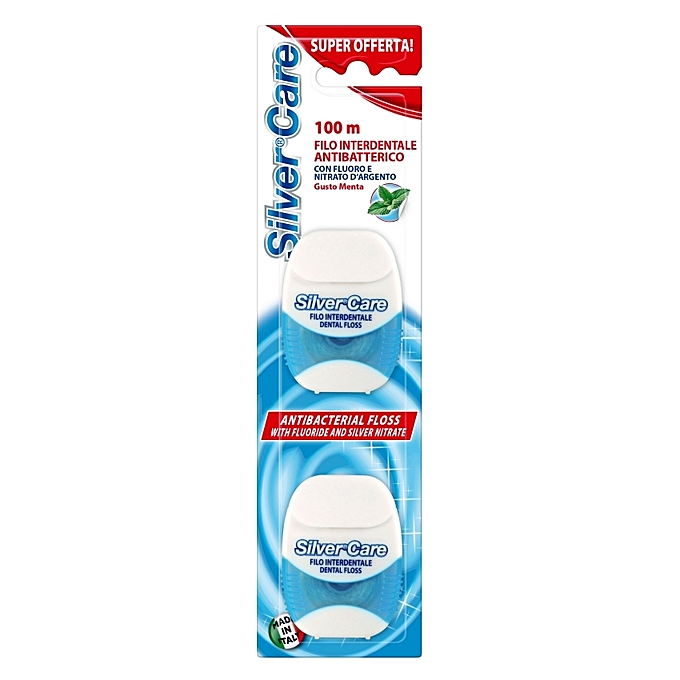 SUPER OFFERTA!
Silver®Care
100 m
FILO INTERDENTALE
ANTIBATTERICO
CON FLUORO E
NITRATO D'ARGENTO
Gusto Menta
Silver®Care
FILO INTERDENTALE
DENTAL FLOSS
ANTIBACTERIAL FLOSS
WITH FLUORIDE AND SILVER NITRATE
Silver®Care
FILO INTERDENTALE
DENTAL FLOSS
MADE
IN
ITALY